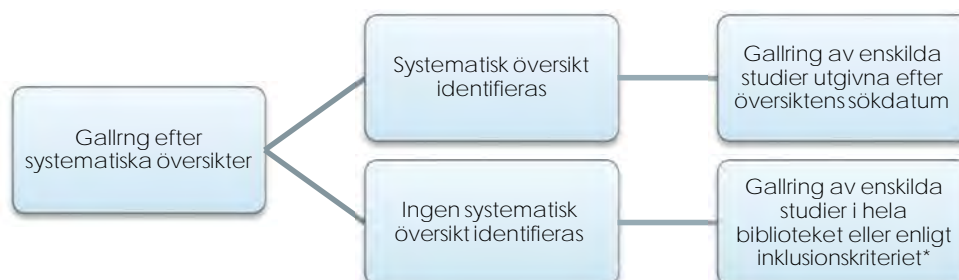 Gallrng efter
systematiska översikter
Systematisk översikt
identifieras
Gallring av enskilda
studier utgivna efter
översiktens sökdatum
Ingen systematisk
översikt identifieras
Gallring av enskilda
studier i hela
biblioteket eller enligt
inklusionskriteriet*